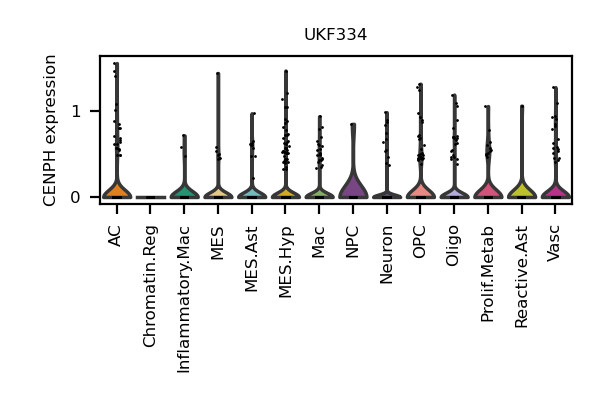 UKF334
CENPH expression
1
0
AC
Chromatin.Reg
Inflammatory.Mac
MES
MES.Ast
MES.Hyp
Mac
NPC
Neuron
OPC
Oligo
Prolif.Metab
Reactive.Ast
Vasc